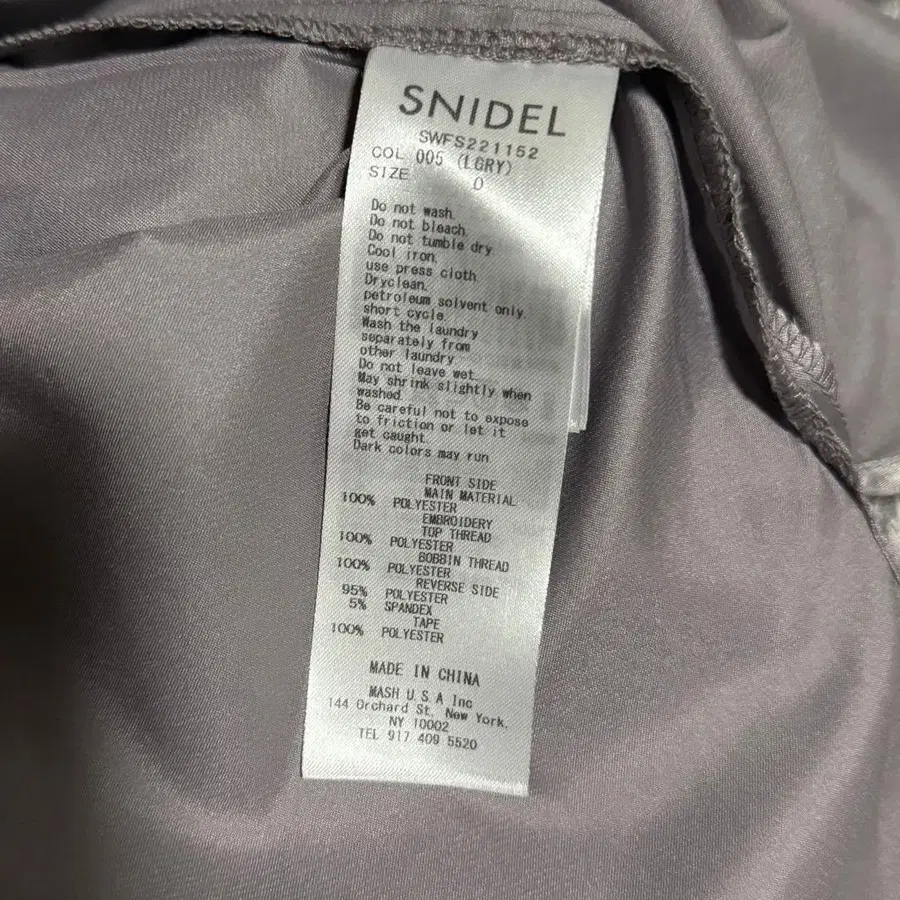 SNIDEL
SWFS221152
COL 005 (LGRY)
SIZE 0
Do not wash.
Do not bleach.
Do not tumble dry.
Cool iron.
use press cloth.
Dryclean.
petroleum solvent only.
short cycle.
Wash the laundry
separately from
other laundry
Do not leave wet.
May shrink slightly when
washed.
Be careful not to expose
to friction or let it
get caught.
Dark colors may run
FRONT SIDE
MAIN MATERIAL
100% POLYESTER
EMBROIDERY
TOP THREAD
100% POLYESTER
BOBBIN THREAD
100% POLYESTER
REVERSE SIDE
95% POLYESTER
5% SPANDEX
TAPE
100% POLYESTER
MADE IN CHINA
MASH U.S.A Inc
144 Orchard St, New York,
NY 10002
TEL 917 409 5520